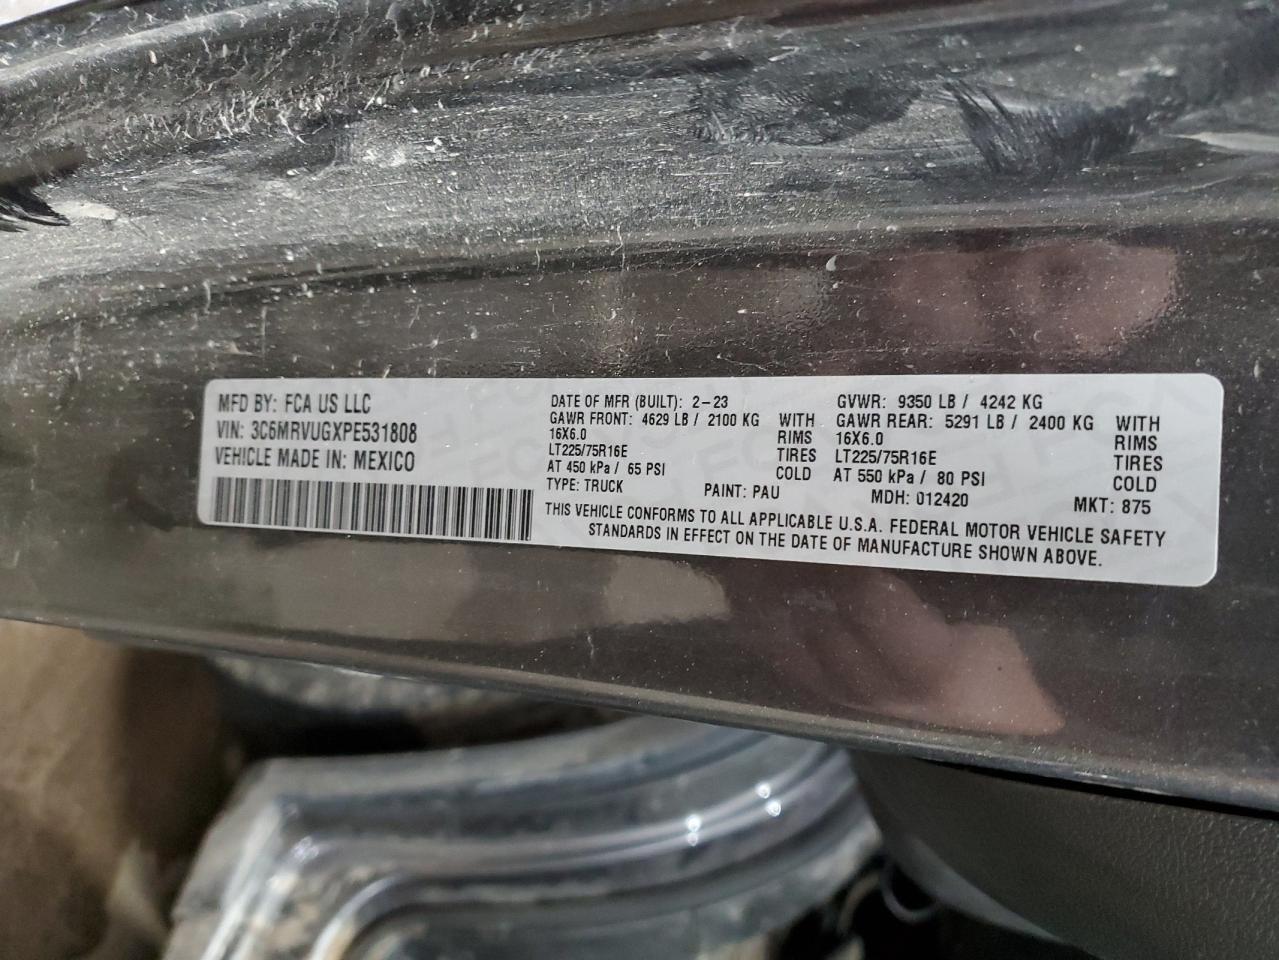 MFD BY: FCA US LLC
VIN: 3C6MRVUGXPE531808
VEHICLE MADE IN: MEXICO
DATE OF MFR (BUILT): 2-23
GAWR FRONT: 4629 LB / 2100 KG WITH
16X6.0 RIMS
LT225/75R16E TIRES
AT 450 kPa / 65 PSI COLD
TYPE: TRUCK PAINT: PAU
GVWR: 9350 LB / 4242 KG
GAWR REAR: 5291 LB / 2400 KG WITH
16X6.0 RIMS
LT225/75R16E TIRES
AT 550 kPa / 80 PSI COLD
MDH: 012420 MKT: 875
THIS VEHICLE CONFORMS TO ALL APPLICABLE U.S.A. FEDERAL MOTOR VEHICLE SAFETY
STANDARDS IN EFFECT ON THE DATE OF MANUFACTURE SHOWN ABOVE.